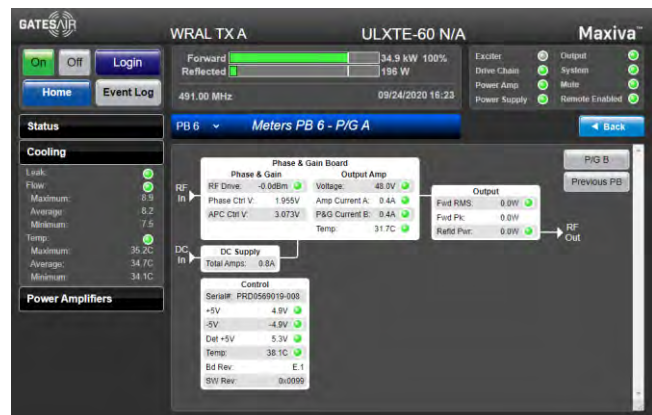 GATESAIR
WRAL TX A
ULXTE-60 N/A
Maxiva™
On
Off
Login
Home
Event Log
Forward
34.9 kW 100%
Reflected
196 W
491.00 MHz
09/24/2020 16:23
Exciter
Output
Drive Chain
System
Power Amp
Mute
Power Supply
Remote Enabled
Status
PB 6
Meters PB 6 - P/G A
Back
Cooling
Leak:
Flow:
Maximum: 8.9
Average: 8.2
Minimum: 7.5
Temp:
Maximum: 35.2C
Average: 34.7C
Minimum: 34.1C
Power Amplifiers
P/G B
Previous PB
Phase & Gain Board
Phase & Gain
Output Amp
RF In
RF Drive: -0.0dBm
Voltage: 48.0V
Phase Ctrl V: 1.955V
Amp Current A: 0.4A
APC Ctrl V: 3.073V
P&G Current B: 0.4A
Temp: 31.7C
Output
Fwd RMS: 0.0W
Fwd Pk: 0.0W
Refld Pwr: 0.0W
RF Out
DC In
DC Supply
Total Amps: 0.8A
Control
Serial#: PRD0569019-008
+5V 4.9V
-5V: -4.9V
Det +5V 5.3V
Temp: 38.1C
Bd Rev: E.1
SW Rev: 0x0099